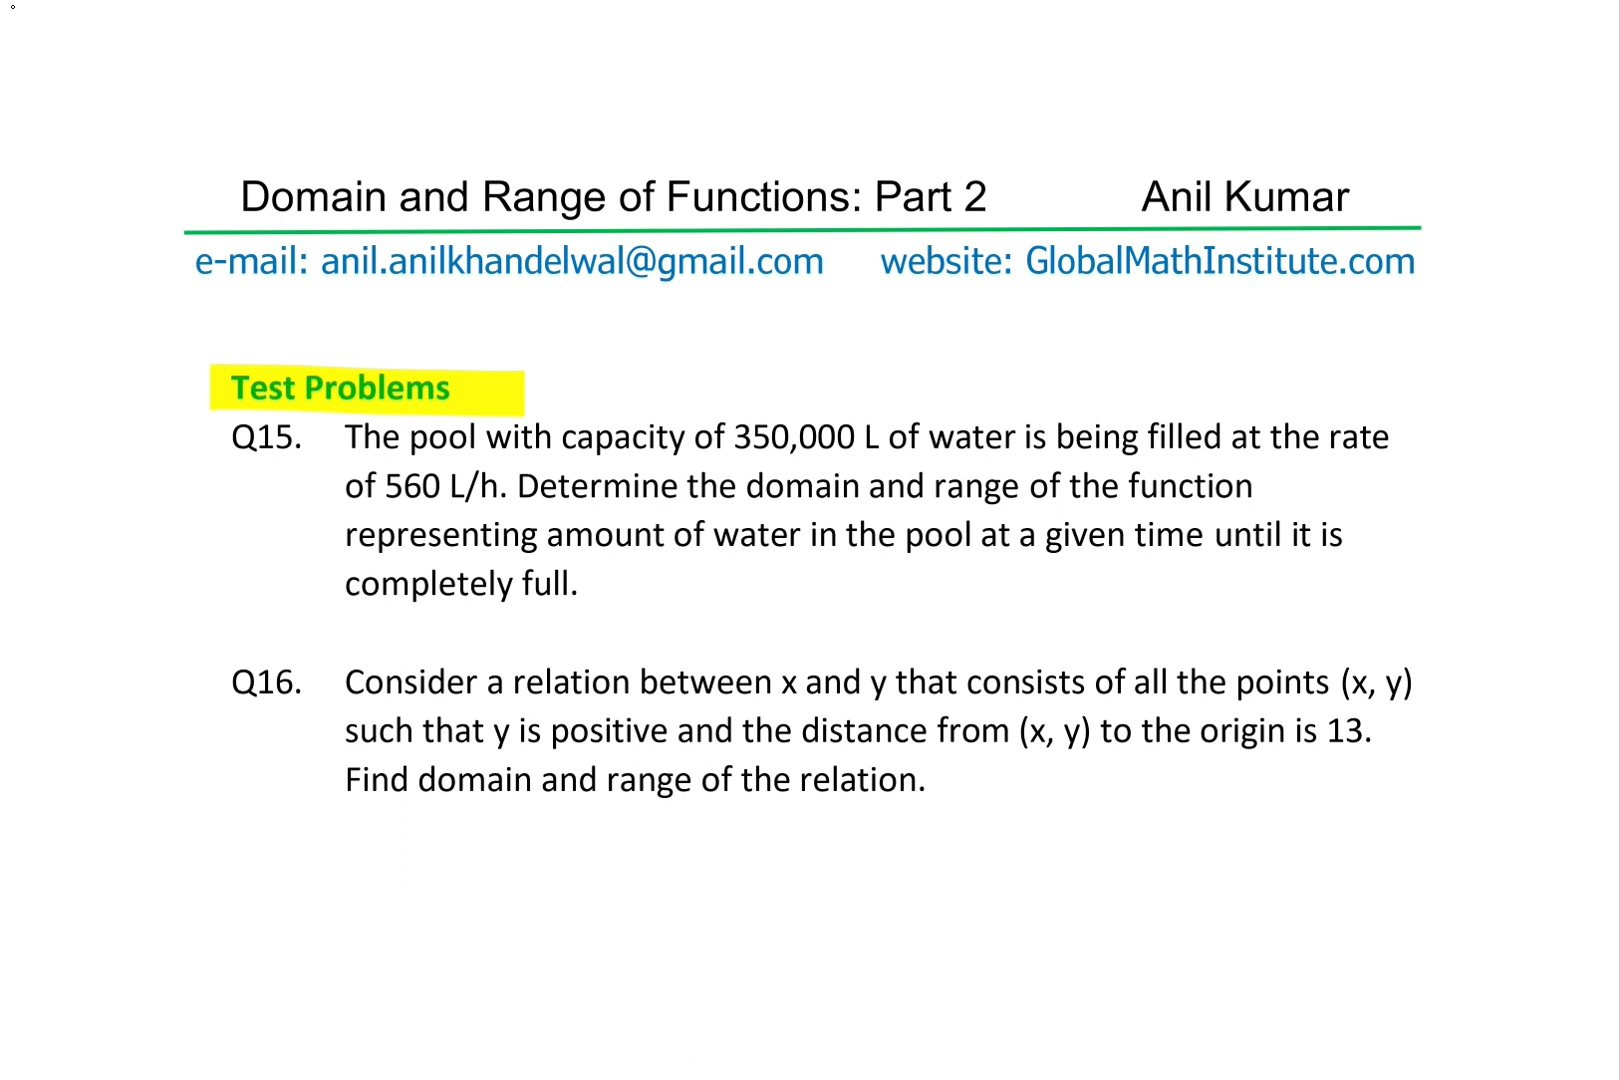 Domain and Range of Functions: Part 2 Anil Kumar
e-mail: anil.anilkhandelwal@gmail.com website: GlobalMathInstitute.com
Test Problems
Q15. The pool with capacity of 350,000 L of water is being filled at the rate
of 560 L/h. Determine the domain and range of the function
representing amount of water in the pool at a given time until it is
completely full.
Q16. Consider a relation between x and y that consists of all the points (x, y)
such that y is positive and the distance from (x, y) to the origin is 13.
Find domain and range of the relation.